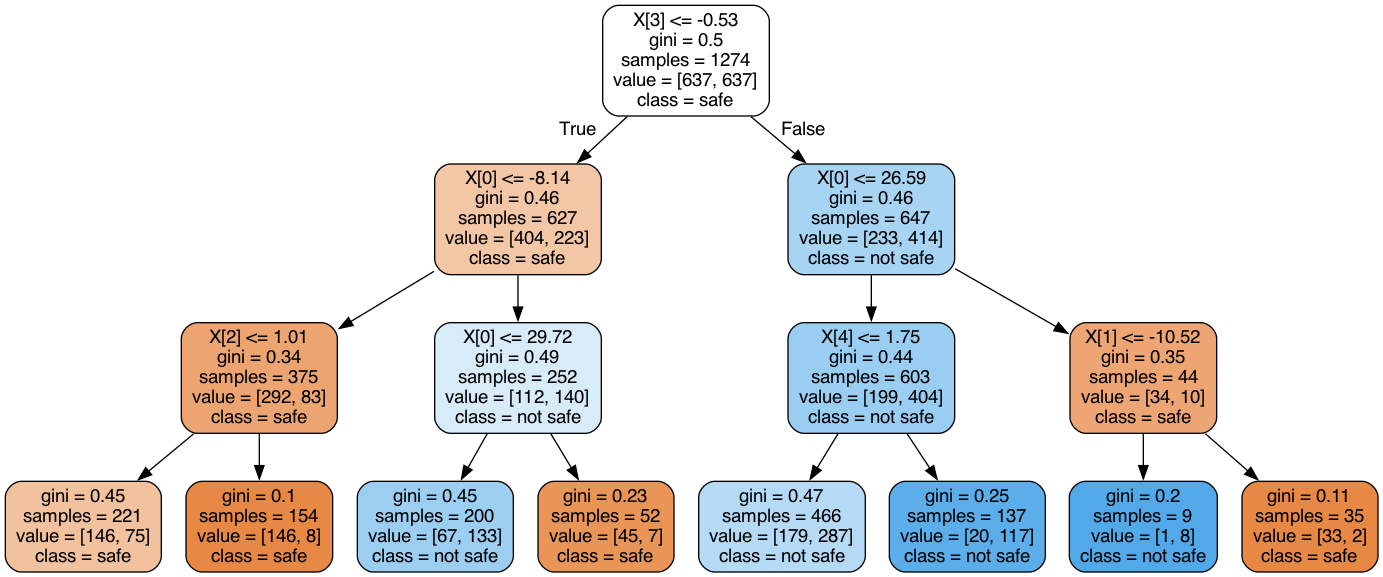 X[3] <= -0.53
gini = 0.5
samples = 1274
value = [637, 637]
class = safe
True
False
X[0] <= -8.14
gini = 0.46
samples = 627
value = [404, 223]
class = safe
X[0] <= 26.59
gini = 0.46
samples = 647
value = [233, 414]
class = not safe
X[2] <= 1.01
gini = 0.34
samples = 375
value = [292, 83]
class = safe
X[0] <= 29.72
gini = 0.49
samples = 252
value = [112, 140]
class = not safe
X[4] <= 1.75
gini = 0.44
samples = 603
value = [199, 404]
class = not safe
X[1] <= -10.52
gini = 0.35
samples = 44
value = [34, 10]
class = safe
gini = 0.45
samples = 221
value = [146, 75]
class = safe
gini = 0.1
samples = 154
value = [146, 8]
class = safe
gini = 0.45
samples = 200
value = [67, 133]
class = not safe
gini = 0.23
samples = 52
value = [45, 7]
class = safe
gini = 0.47
samples = 466
value = [179, 287]
class = not safe
gini = 0.25
samples = 137
value = [20, 117]
class = not safe
gini = 0.2
samples = 9
value = [1, 8]
class = not safe
gini = 0.11
samples = 35
value = [33, 2]
class = safe